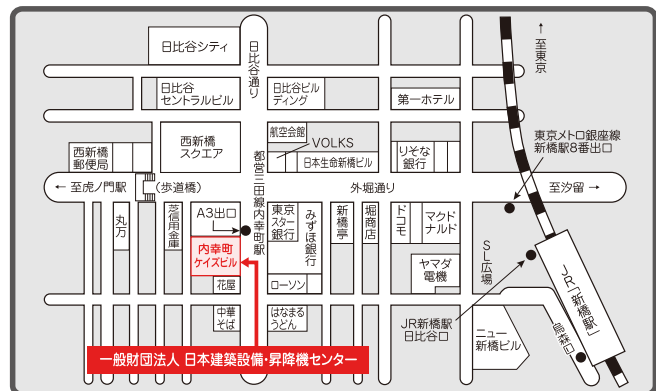 日比谷シティ
日比谷通り
↑
至東京
日比谷
セントラルビル
日比谷ビル
ディング
第一ホテル
西新橋
郵便局
西新橋
スクエア
航空会館
VOLKS
日本生命新橋ビル
りそな
銀行
東京メトロ銀座線
新橋駅8番出口
← 至虎ノ門駅
(歩道橋)
都営三田線内幸町駅
外堀通り
至汐留 →
丸万
芝信用金庫
A3出口
東京
スター
銀行
みずほ銀行
新橋亭
堀商店
ドコモ
マクド
ナルド
内幸町
ケイズビル
花屋
ローソン
ヤマダ
電機
SL広場
JR「新橋駅」
中華
そば
はなまる
うどん
JR新橋駅
日比谷口
ニュー
新橋ビル
烏森口
一般財団法人 日本建築設備・昇降機センター